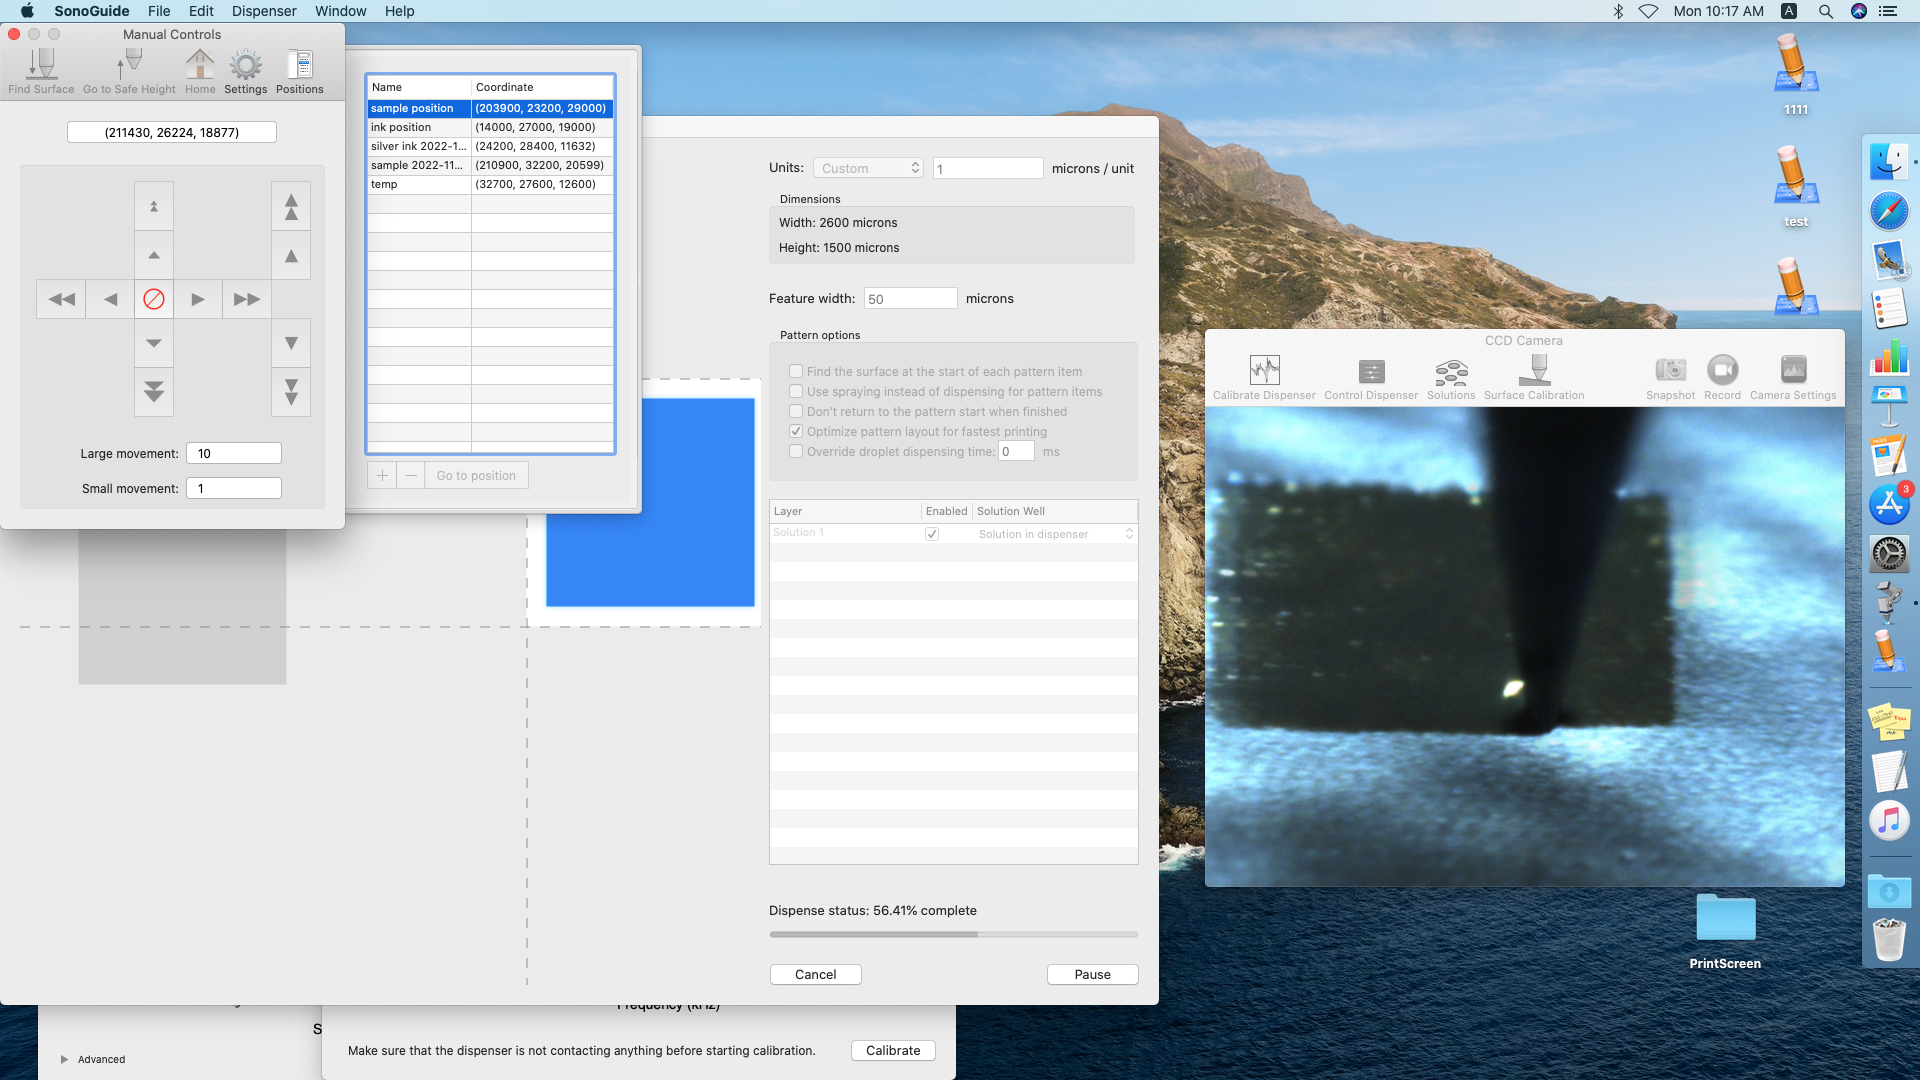 SonoGuide File Edit Dispenser Window Help
Mon 10:17 AM A
Manual Controls
Find Surface Go to Safe Height Home Settings Positions
(211430, 26224, 18877)
Large movement: 10
Small movement: 1
Name Coordinate
sample position (203900, 23200, 29000)
ink position (14000, 27000, 19000)
silver ink 2022-1... (24200, 28400, 11632)
sample 2022-11... (210900, 32200, 20599)
temp (32700, 27600, 12600)
+ − Go to position
Units: Custom 1 microns / unit
Dimensions
Width: 2600 microns
Height: 1500 microns
Feature width: 50 microns
Pattern options
Find the surface at the start of each pattern item
Use spraying instead of dispensing for pattern items
Don't return to the pattern start when finished
Optimize pattern layout for fastest printing
Override droplet dispensing time: 0 ms
Layer Enabled Solution Well
Solution 1 Solution in dispenser
Dispense status: 56.41% complete
Cancel Pause
Frequency (kHz)
S
Advanced
Make sure that the dispenser is not contacting anything before starting calibration. Calibrate
1111
test
CCD Camera
Calibrate Dispenser Control Dispenser Solutions Surface Calibration Snapshot Record Camera Settings
3
PrintScreen